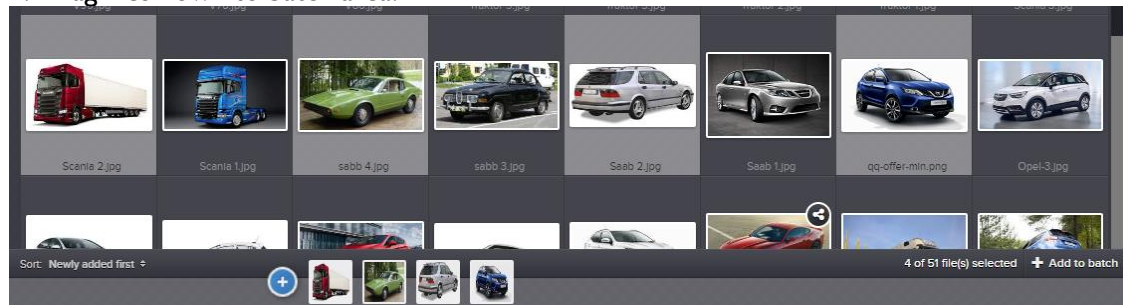 Scania 2.jpg
Scania 1.jpg
sabb 4.jpg
sabb 3.jpg
Saab 2.jpg
Saab 1.jpg
qq-offer-min.png
Opel-3.jpg
Sort: Newly added first
4 of 51 file(s) selected
Add to batch